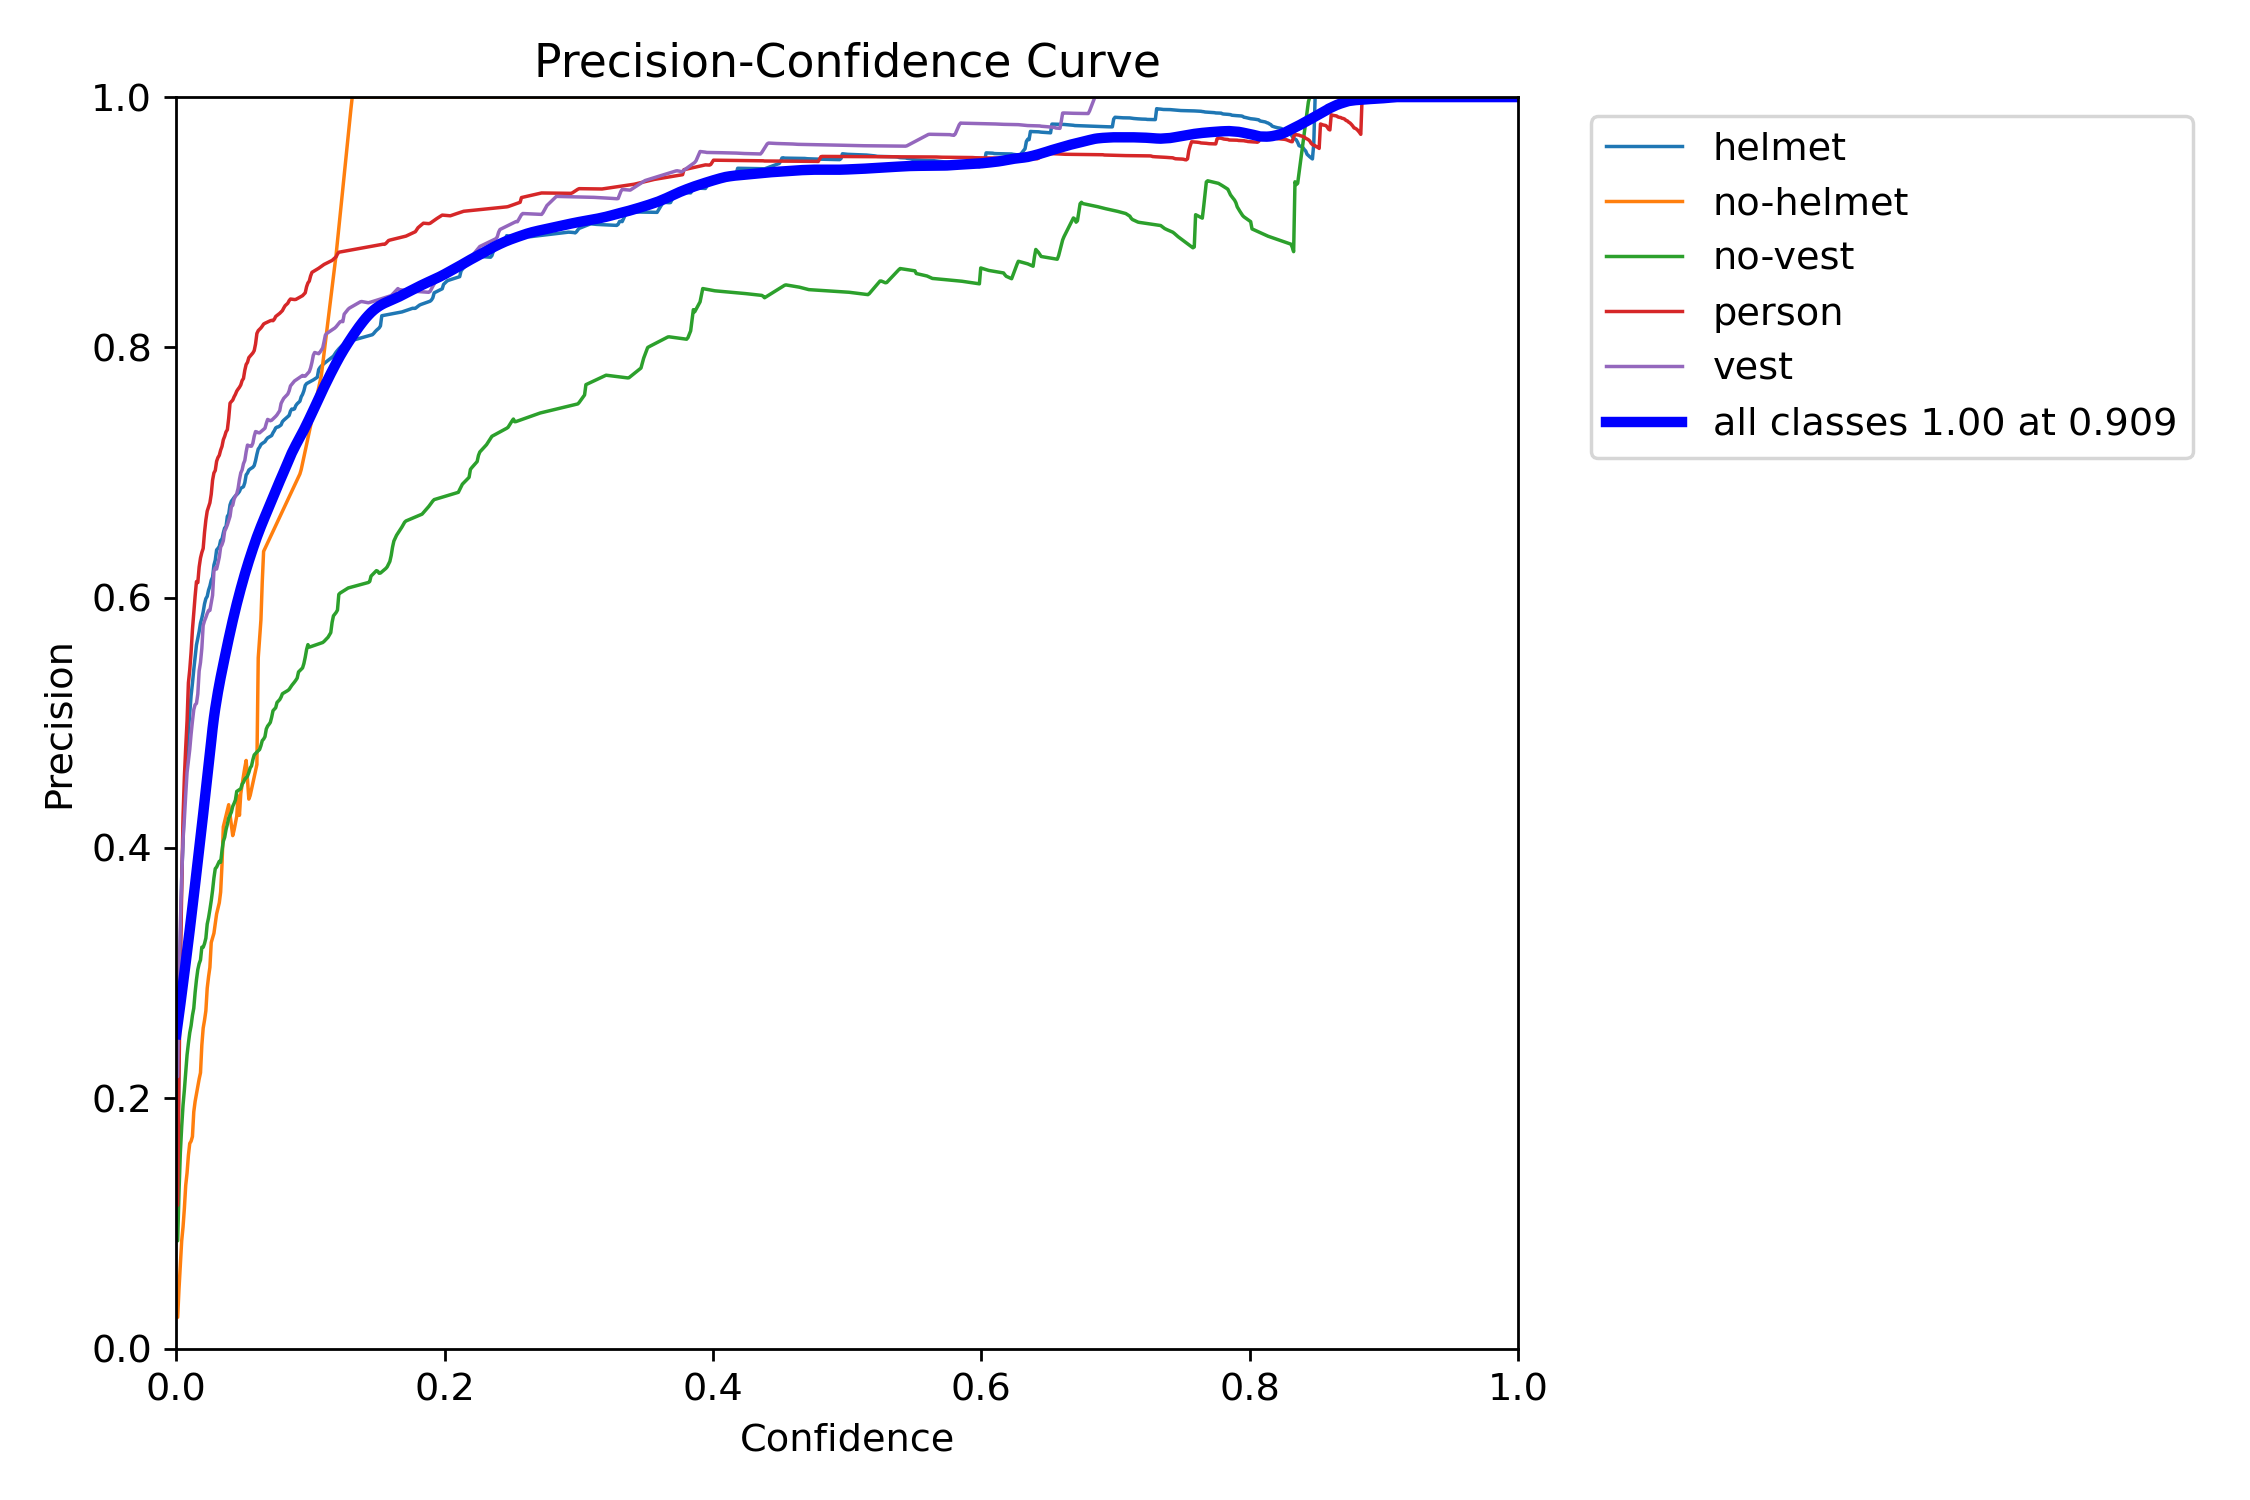 Precision-Confidence Curve
1.0
0.8
0.6
0.4
0.2
0.0
Precision
0.0 0.2 0.4 0.6 0.8 1.0
Confidence
helmet
no-helmet
no-vest
person
vest
all classes 1.00 at 0.909